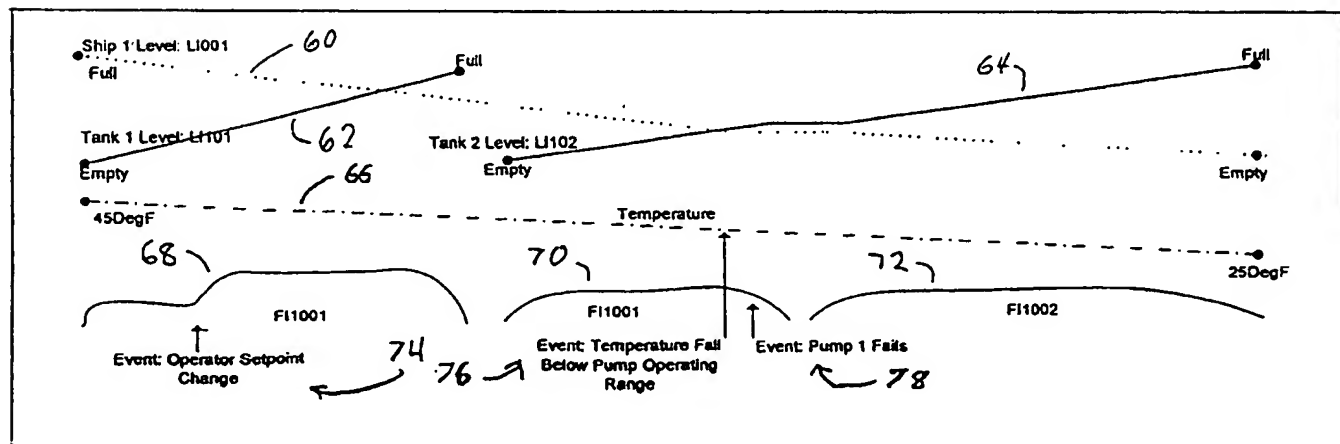 Ship 1 Level: LI001
60
Full
Full
Full
64
Tank 1 Level: LI101
62
Tank 2 Level: LI102
Empty
Empty
Empty
66
45DegF
Temperature
68
70
72
25DegF
FI1001
FI1001
FI1002
Event: Operator Setpoint
Change
74
76
Event: Temperature Fall
Below Pump Operating
Range
Event: Pump 1 Fails
78